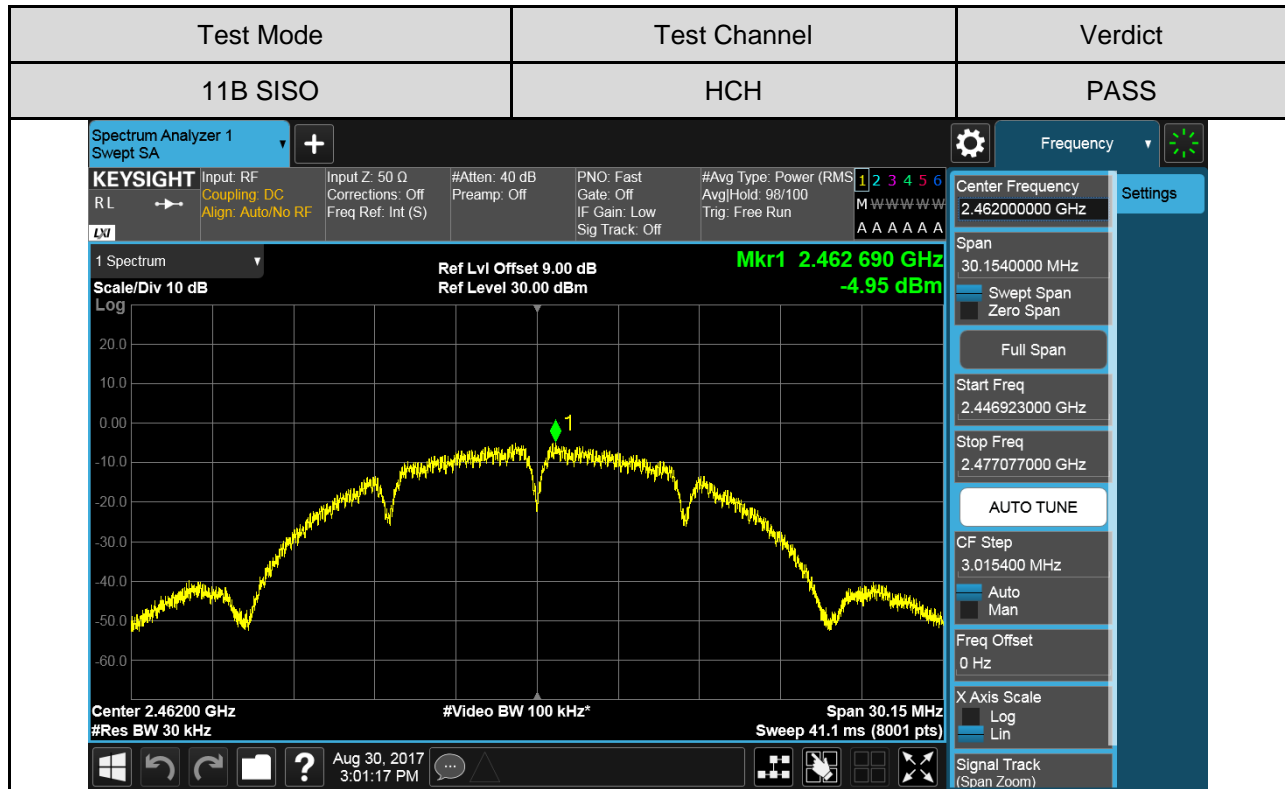 Test Mode Test Channel Verdict
11B SISO HCH PASS
Spectrum Analyzer 1
Swept SA
+
Frequency
KEYSIGHT
RL
LXI
Input: RF
Coupling: DC
Align: Auto/No RF
Input Z: 50 Ω
Corrections: Off
Freq Ref: Int (S)
#Atten: 40 dB
Preamp: Off
PNO: Fast
Gate: Off
IF Gain: Low
Sig Track: Off
#Avg Type: Power (RMS
Avg|Hold: 98/100
Trig: Free Run
1 2 3 4 5 6
M W W W W W
A A A A A A
1 Spectrum
Scale/Div 10 dB
Log
Ref Lvl Offset 9.00 dB
Ref Level 30.00 dBm
Mkr1 2.462 690 GHz
-4.95 dBm
20.0
10.0
0.00
-10.0
-20.0
-30.0
-40.0
-50.0
-60.0
1
Center 2.46200 GHz
#Res BW 30 kHz
#Video BW 100 kHz*
Span 30.15 MHz
Sweep 41.1 ms (8001 pts)
Center Frequency
2.462000000 GHz
Settings
Span
30.1540000 MHz
Swept Span
Zero Span
Full Span
Start Freq
2.446923000 GHz
Stop Freq
2.477077000 GHz
AUTO TUNE
CF Step
3.015400 MHz
Auto
Man
Freq Offset
0 Hz
X Axis Scale
Log
Lin
Signal Track
(Span Zoom)
?
Aug 30, 2017
3:01:17 PM